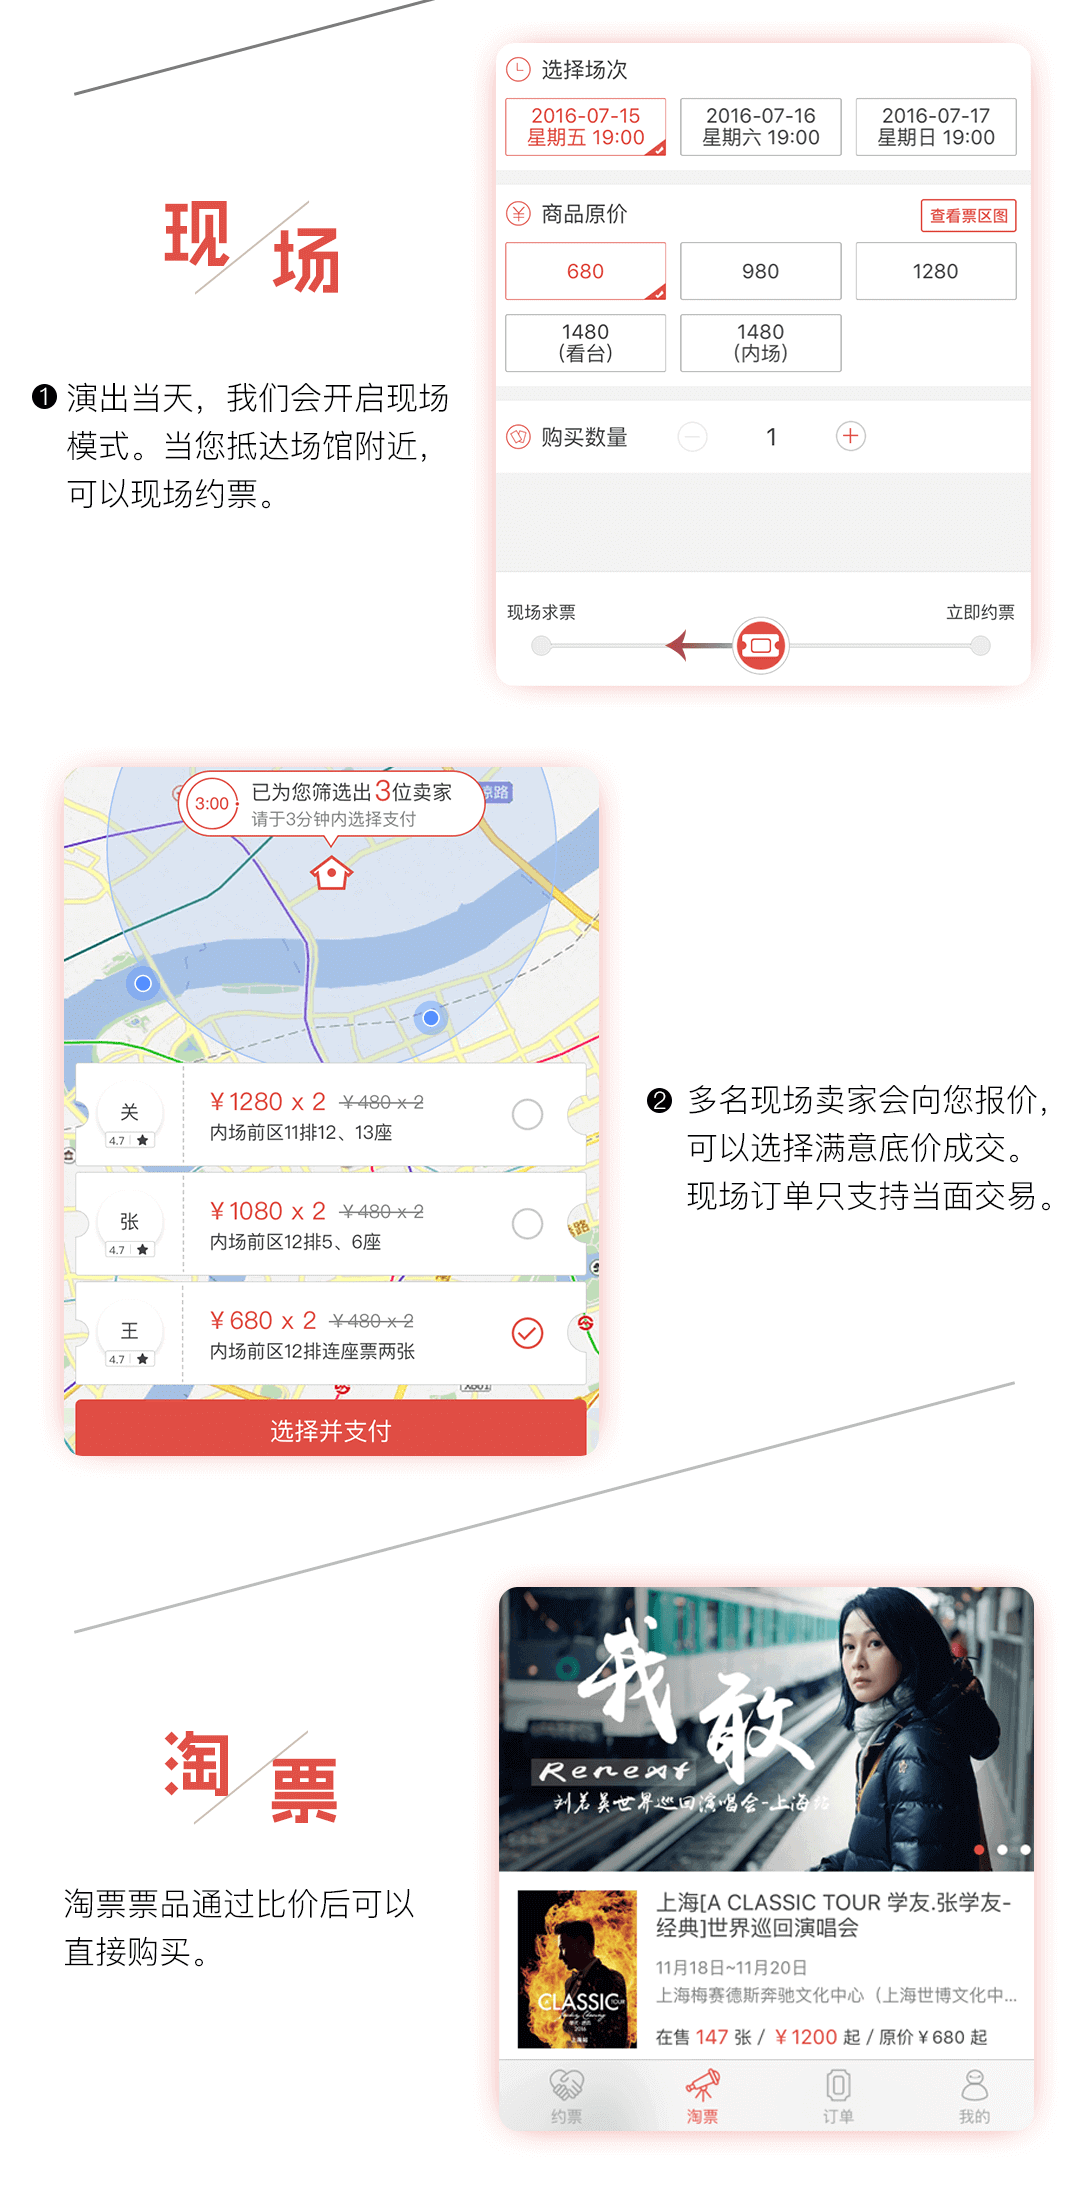 选择场次
2016-07-15
星期五 19:00
2016-07-16
星期六 19:00
2016-07-17
星期日 19:00
现场
商品原价
查看票区图
680
980
1280
1480
(看台)
1480
(内场)
❶ 演出当天，我们会开启现场
模式。当您抵达场馆附近，
可以现场约票。
购买数量
1
现场求票
立即约票
3:00
已为您筛选出3位卖家
请于3分钟内选择支付
关
4.7
¥1280 x 2 ¥480 x 2
内场前区11排12、13座
张
4.7
¥1080 x 2 ¥480 x 2
内场前区12排5、6座
王
4.7
¥680 x 2 ¥480 x 2
内场前区12排连座票两张
选择并支付
❷ 多名现场卖家会向您报价，
可以选择满意底价成交。
现场订单只支持当面交易。
淘票
淘票票品通过比价后可以
直接购买。
我敢
Renext
刘若英世界巡回演唱会-上海站
CLASSIC TOUR
2016
上海[A CLASSIC TOUR 学友.张学友-
经典]世界巡回演唱会
11月18日~11月20日
上海梅赛德斯奔驰文化中心（上海世博文化中...
在售 147 张 / ¥1200 起 / 原价 ¥680 起
约票
淘票
订单
我的